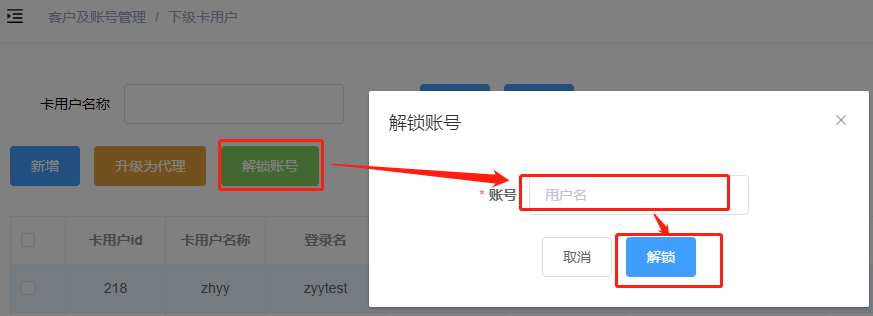 客户及账号管理 / 下级卡用户
卡用户名称
新增 升级为代理 解锁账号
卡用户id 卡用户名称 登录名
218 zhyy zyytest
解锁账号
* 账号 用户名
取消 解锁